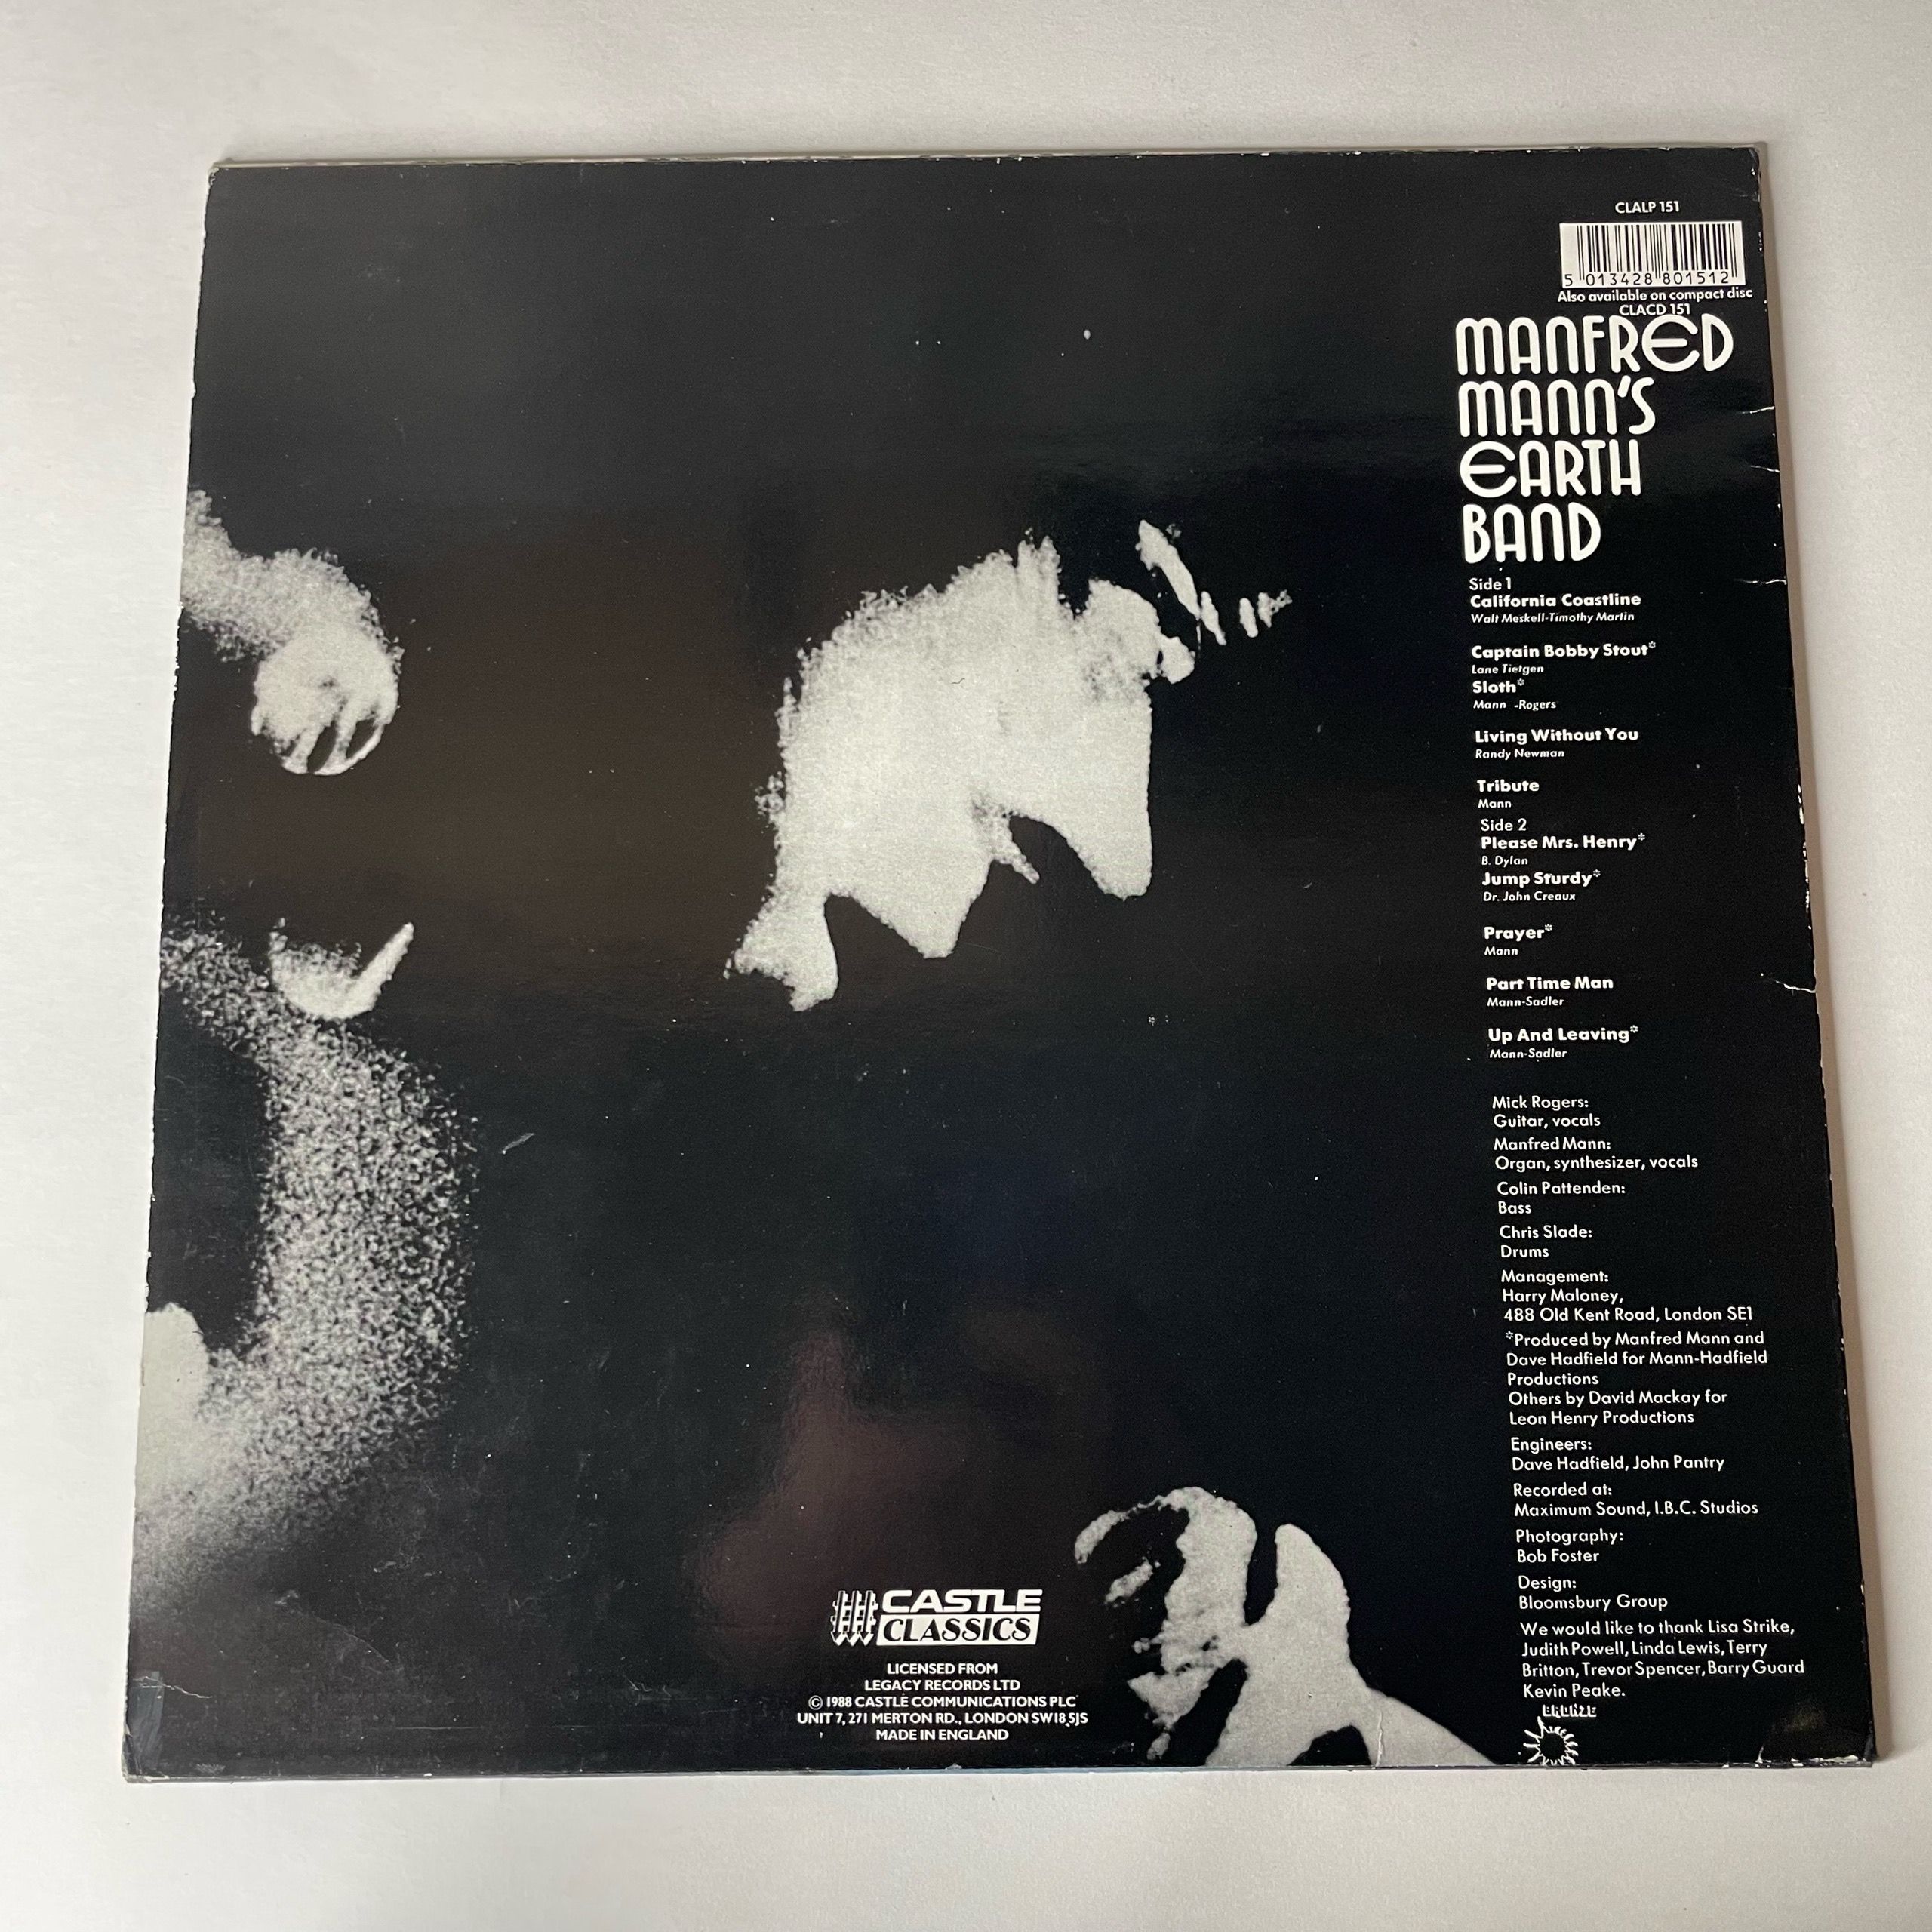 CLALP 151
5 013428 801512
Also available on compact disc
CLACD 151
MANFRED
MANN'S
EARTH
BAND
Side 1
California Coastline
Walt Meskell-Timothy Martin
Captain Bobby Stout*
Lane Tietgen
Sloth*
Mann -Rogers
Living Without You
Randy Newman
Tribute
Mann
Side 2
Please Mrs. Henry*
B. Dylan
Jump Sturdy*
Dr. John Creaux
Prayer*
Mann
Part Time Man
Mann-Sadler
Up And Leaving*
Mann-Sadler
Mick Rogers:
Guitar, vocals
Manfred Mann:
Organ, synthesizer, vocals
Colin Pattenden:
Bass
Chris Slade:
Drums
Management:
Harry Maloney,
488 Old Kent Road, London SE1
*Produced by Manfred Mann and
Dave Hadfield for Mann-Hadfield
Productions
Others by David Mackay for
Leon Henry Productions
Engineers:
Dave Hadfield, John Pantry
Recorded at:
Maximum Sound, I.B.C. Studios
Photography:
Bob Foster
Design:
Bloomsbury Group
We would like to thank Lisa Strike,
Judith Powell, Linda Lewis, Terry
Britton, Trevor Spencer, Barry Guard
Kevin Peake.
BRONZE
CASTLE
CLASSICS
LICENSED FROM
LEGACY RECORDS LTD
© 1988 CASTLE COMMUNICATIONS PLC
UNIT 7, 271 MERTON RD., LONDON SW18 5JS
MADE IN ENGLAND